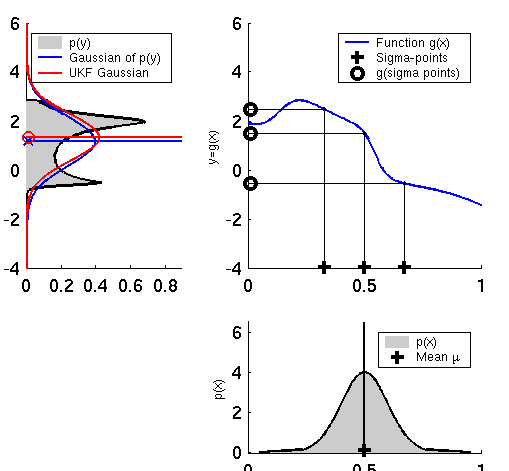 6
4
2
0
-2
-4
0 0.2 0.4 0.6 0.8
p(y)
Gaussian of p(y)
UKF Gaussian
6
4
2
0
-2
-4
0 0.5 1
y=g(x)
Function g(x)
Sigma-points
g(sigma points)
6
4
2
0
0 0.5 1
p(x)
p(x)
Mean μ